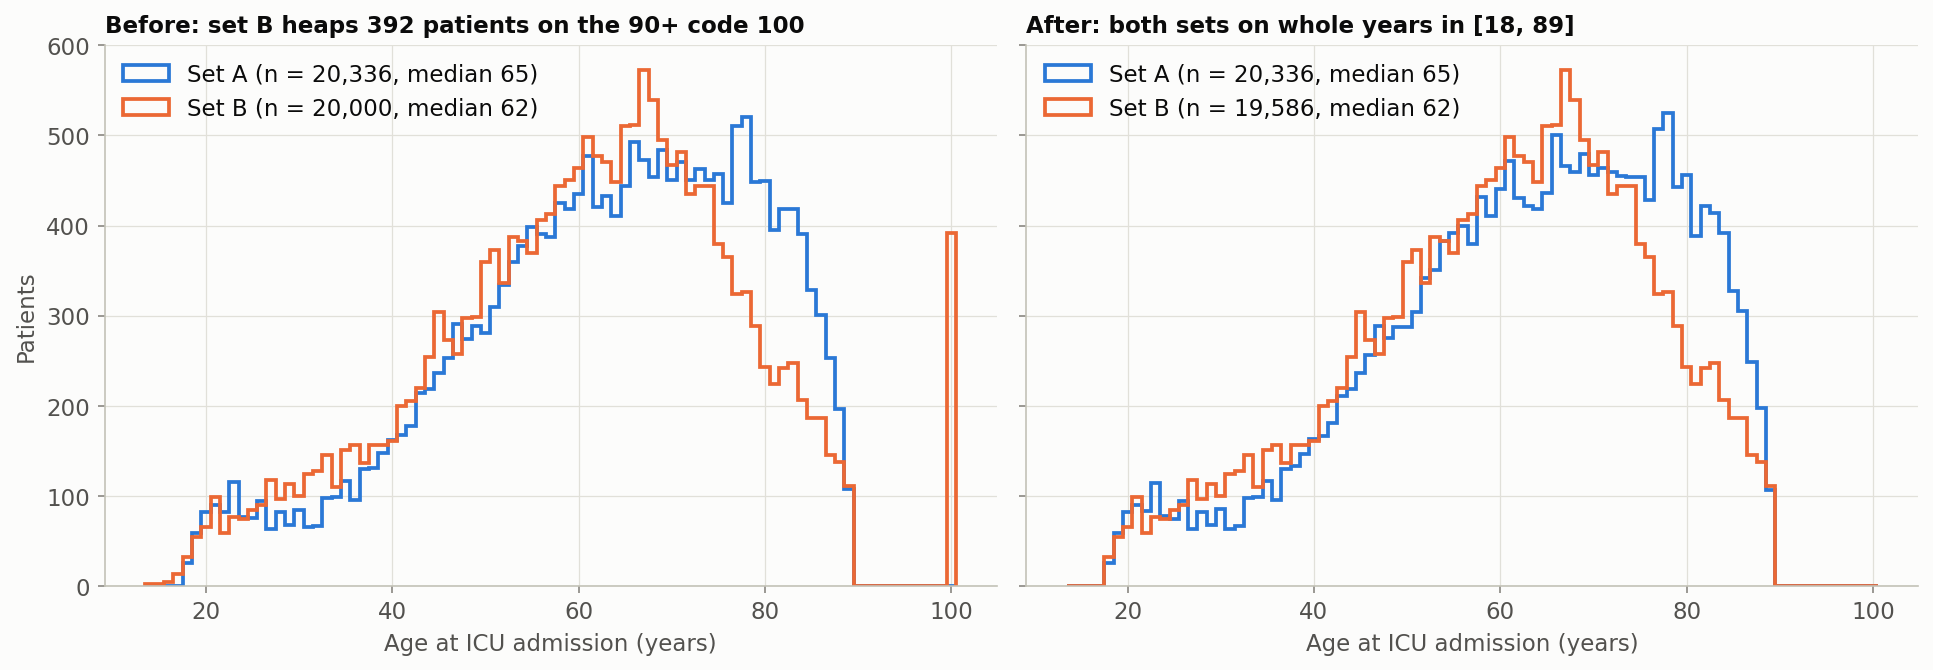 Before: set B heaps 392 patients on the 90+ code 100
Set A (n = 20,336, median 65)
Set B (n = 20,000, median 62)
600
500
400
300
200
100
0
Patients
20 40 60 80 100
Age at ICU admission (years)
After: both sets on whole years in [18, 89]
Set A (n = 20,336, median 65)
Set B (n = 19,586, median 62)
20 40 60 80 100
Age at ICU admission (years)